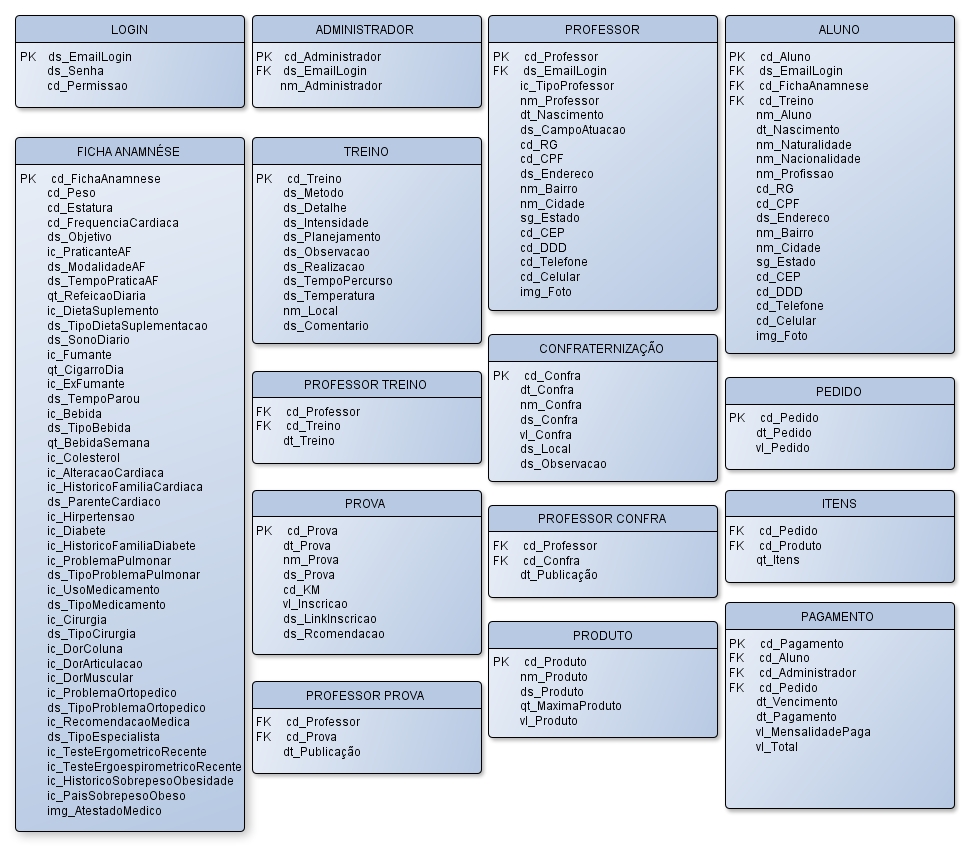 LOGIN
PK ds_EmailLogin
ds_Senha
cd_Permissao
ADMINISTRADOR
PK cd_Administrador
FK ds_EmailLogin
nm_Administrador
PROFESSOR
PK cd_Professor
FK ds_EmailLogin
ic_TipoProfessor
nm_Professor
dt_Nascimento
ds_CampoAtuacao
cd_RG
cd_CPF
ds_Endereco
nm_Bairro
nm_Cidade
sg_Estado
cd_CEP
cd_DDD
cd_Telefone
cd_Celular
img_Foto
ALUNO
PK cd_Aluno
FK ds_EmailLogin
FK cd_FichaAnamnese
FK cd_Treino
nm_Aluno
dt_Nascimento
nm_Naturalidade
nm_Nacionalidade
nm_Profissao
cd_RG
cd_CPF
ds_Endereco
nm_Bairro
nm_Cidade
sg_Estado
cd_CEP
cd_DDD
cd_Telefone
cd_Celular
img_Foto
FICHA ANAMNÉSE
PK cd_FichaAnamnese
cd_Peso
cd_Estatura
cd_FrequenciaCardiaca
ds_Objetivo
ic_PraticanteAF
ds_ModalidadeAF
ds_TempoPraticaAF
qt_RefeicaoDiaria
ic_DietaSuplemento
ds_TipoDietaSuplementacao
ds_SonoDiario
ic_Fumante
qt_CigarroDia
ic_ExFumante
ds_TempoParou
ic_Bebida
ds_TipoBebida
qt_BebidaSemana
ic_Colesterol
ic_AlteracaoCardiaca
ic_HistoricoFamiliaCardiaca
ds_ParenteCardiaco
ic_Hirpertensao
ic_Diabete
ic_HistoricoFamiliaDiabete
ic_ProblemaPulmonar
ds_TipoProblemaPulmonar
ic_UsoMedicamento
ds_TipoMedicamento
ic_Cirurgia
ds_TipoCirurgia
ic_DorColuna
ic_DorArticulacao
ic_DorMuscular
ic_ProblemaOrtopedico
ds_TipoProblemaOrtopedico
ic_RecomendacaoMedica
ds_TipoEspecialista
ic_TesteErgometricoRecente
ic_TesteErgoespirometricoRecente
ic_HistoricoSobrepesoObesidade
ic_PaisSobrepesoObeso
img_AtestadoMedico
TREINO
PK cd_Treino
ds_Metodo
ds_Detalhe
ds_Intensidade
ds_Planejamento
ds_Observacao
ds_Realizacao
ds_TempoPercurso
ds_Temperatura
nm_Local
ds_Comentario
PROFESSOR TREINO
FK cd_Professor
FK cd_Treino
dt_Treino
PROVA
PK cd_Prova
dt_Prova
nm_Prova
ds_Prova
cd_KM
vl_Inscricao
ds_LinkInscricao
ds_Rcomendacao
PROFESSOR PROVA
FK cd_Professor
FK cd_Prova
dt_Publicação
CONFRATERNIZAÇÃO
PK cd_Confra
dt_Confra
nm_Confra
ds_Confra
vl_Confra
ds_Local
ds_Observacao
PROFESSOR CONFRA
FK cd_Professor
FK cd_Confra
dt_Publicação
PRODUTO
PK cd_Produto
nm_Produto
ds_Produto
qt_MaximaProduto
vl_Produto
PEDIDO
PK cd_Pedido
dt_Pedido
vl_Pedido
ITENS
FK cd_Pedido
FK cd_Produto
qt_Itens
PAGAMENTO
PK cd_Pagamento
FK cd_Aluno
FK cd_Administrador
FK cd_Pedido
dt_Vencimento
dt_Pagamento
vl_MensalidadePaga
vl_Total